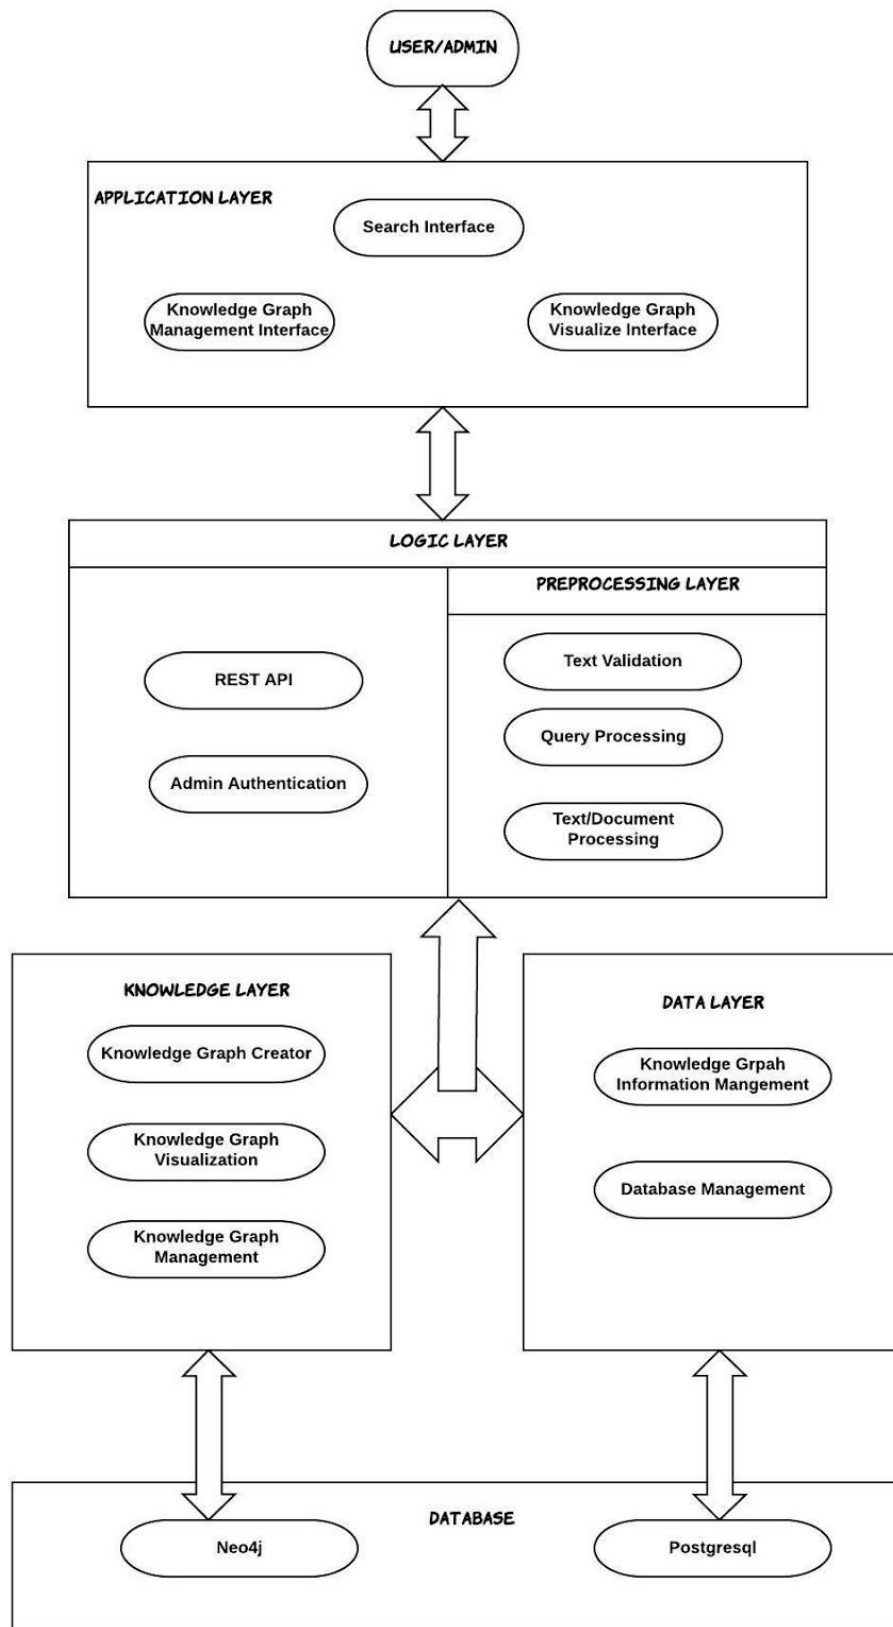 USER/ADMIN
APPLICATION LAYER
Search Interface
Knowledge Graph
Management Interface
Knowledge Graph
Visualize Interface
LOGIC LAYER
PREPROCESSING LAYER
REST API
Admin Authentication
Text Validation
Query Processing
Text/Document
Processing
KNOWLEDGE LAYER
Knowledge Graph Creator
Knowledge Graph
Visualization
Knowledge Graph
Management
DATA LAYER
Knowledge Grpah
Information Mangement
Database Management
DATABASE
Neo4j
Postgresql